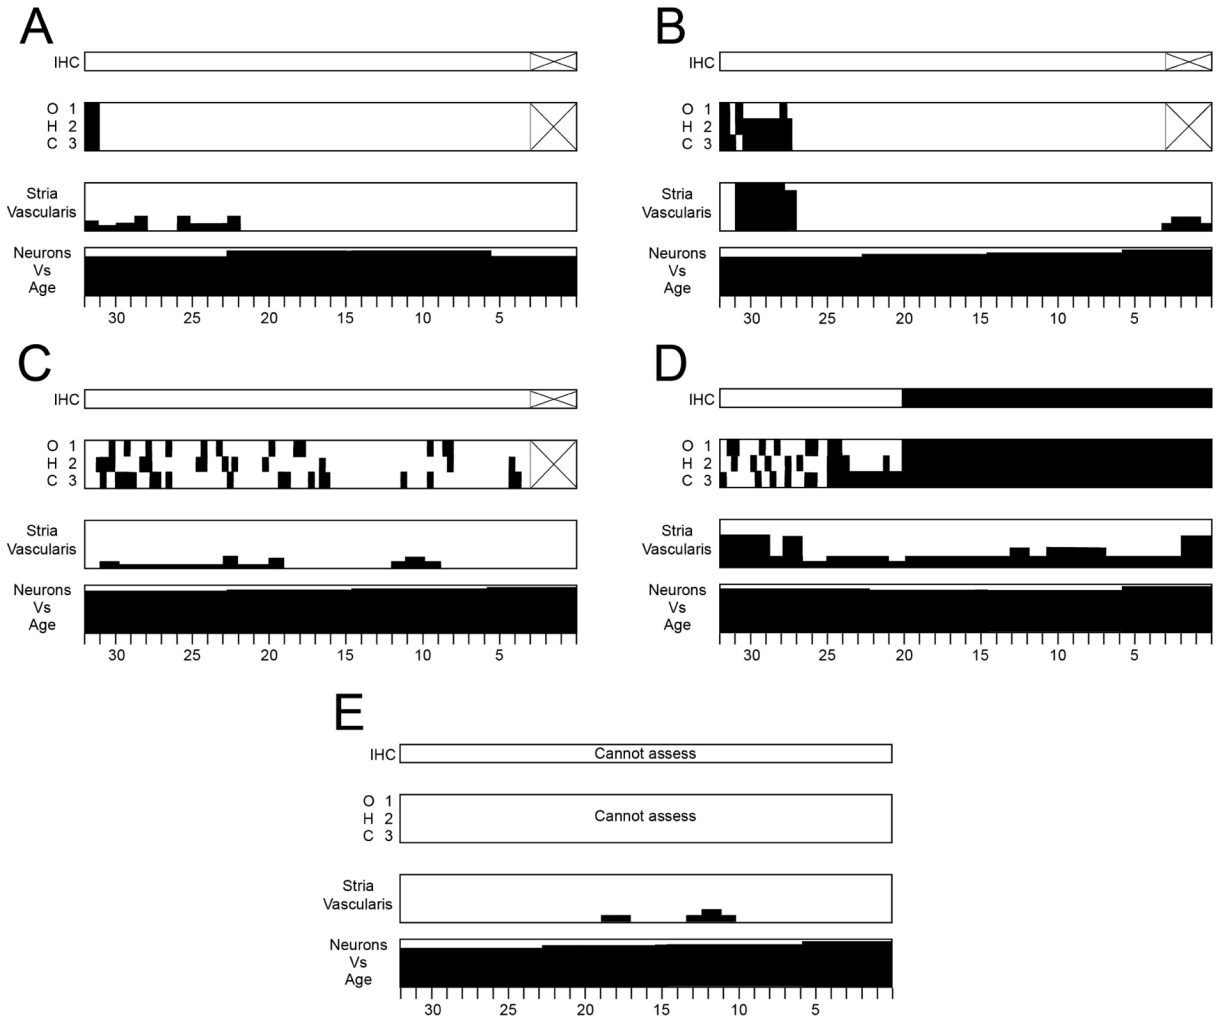 A
IHC
O 1
H 2
C 3
Stria
Vascularis
Neurons
Vs
Age
30 25 20 15 10 5
B
IHC
O 1
H 2
C 3
Stria
Vascularis
Neurons
Vs
Age
30 25 20 15 10 5
C
IHC
O 1
H 2
C 3
Stria
Vascularis
Neurons
Vs
Age
30 25 20 15 10 5
D
IHC
O 1
H 2
C 3
Stria
Vascularis
Neurons
Vs
Age
30 25 20 15 10 5
E
IHC Cannot assess
O 1
H 2 Cannot assess
C 3
Stria
Vascularis
Neurons
Vs
Age
30 25 20 15 10 5